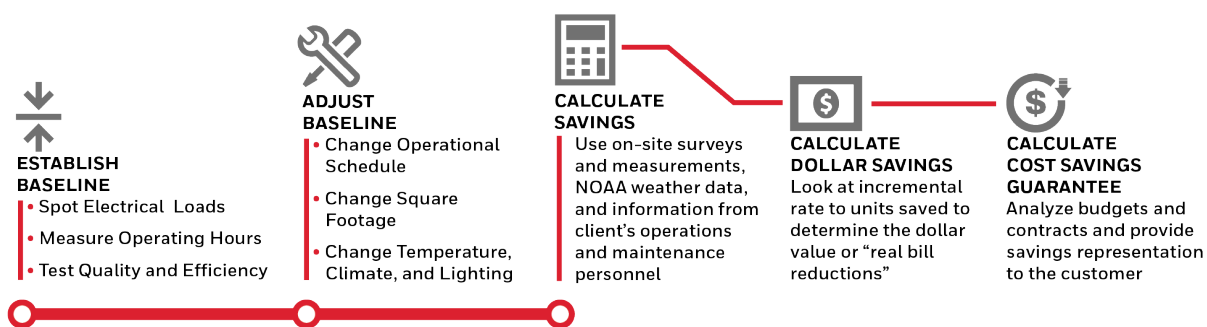 ESTABLISH
BASELINE
• Spot Electrical Loads
• Measure Operating Hours
• Test Quality and Efficiency
ADJUST
BASELINE
• Change Operational
Schedule
• Change Square
Footage
• Change Temperature,
Climate, and Lighting
CALCULATE
SAVINGS
Use on-site surveys
and measurements,
NOAA weather data,
and information from
client’s operations
and maintenance
personnel
$
CALCULATE
DOLLAR SAVINGS
Look at incremental
rate to units saved to
determine the dollar
value or “real bill
reductions”
$
CALCULATE
COST SAVINGS
GUARANTEE
Analyze budgets and
contracts and provide
savings representation
to the customer